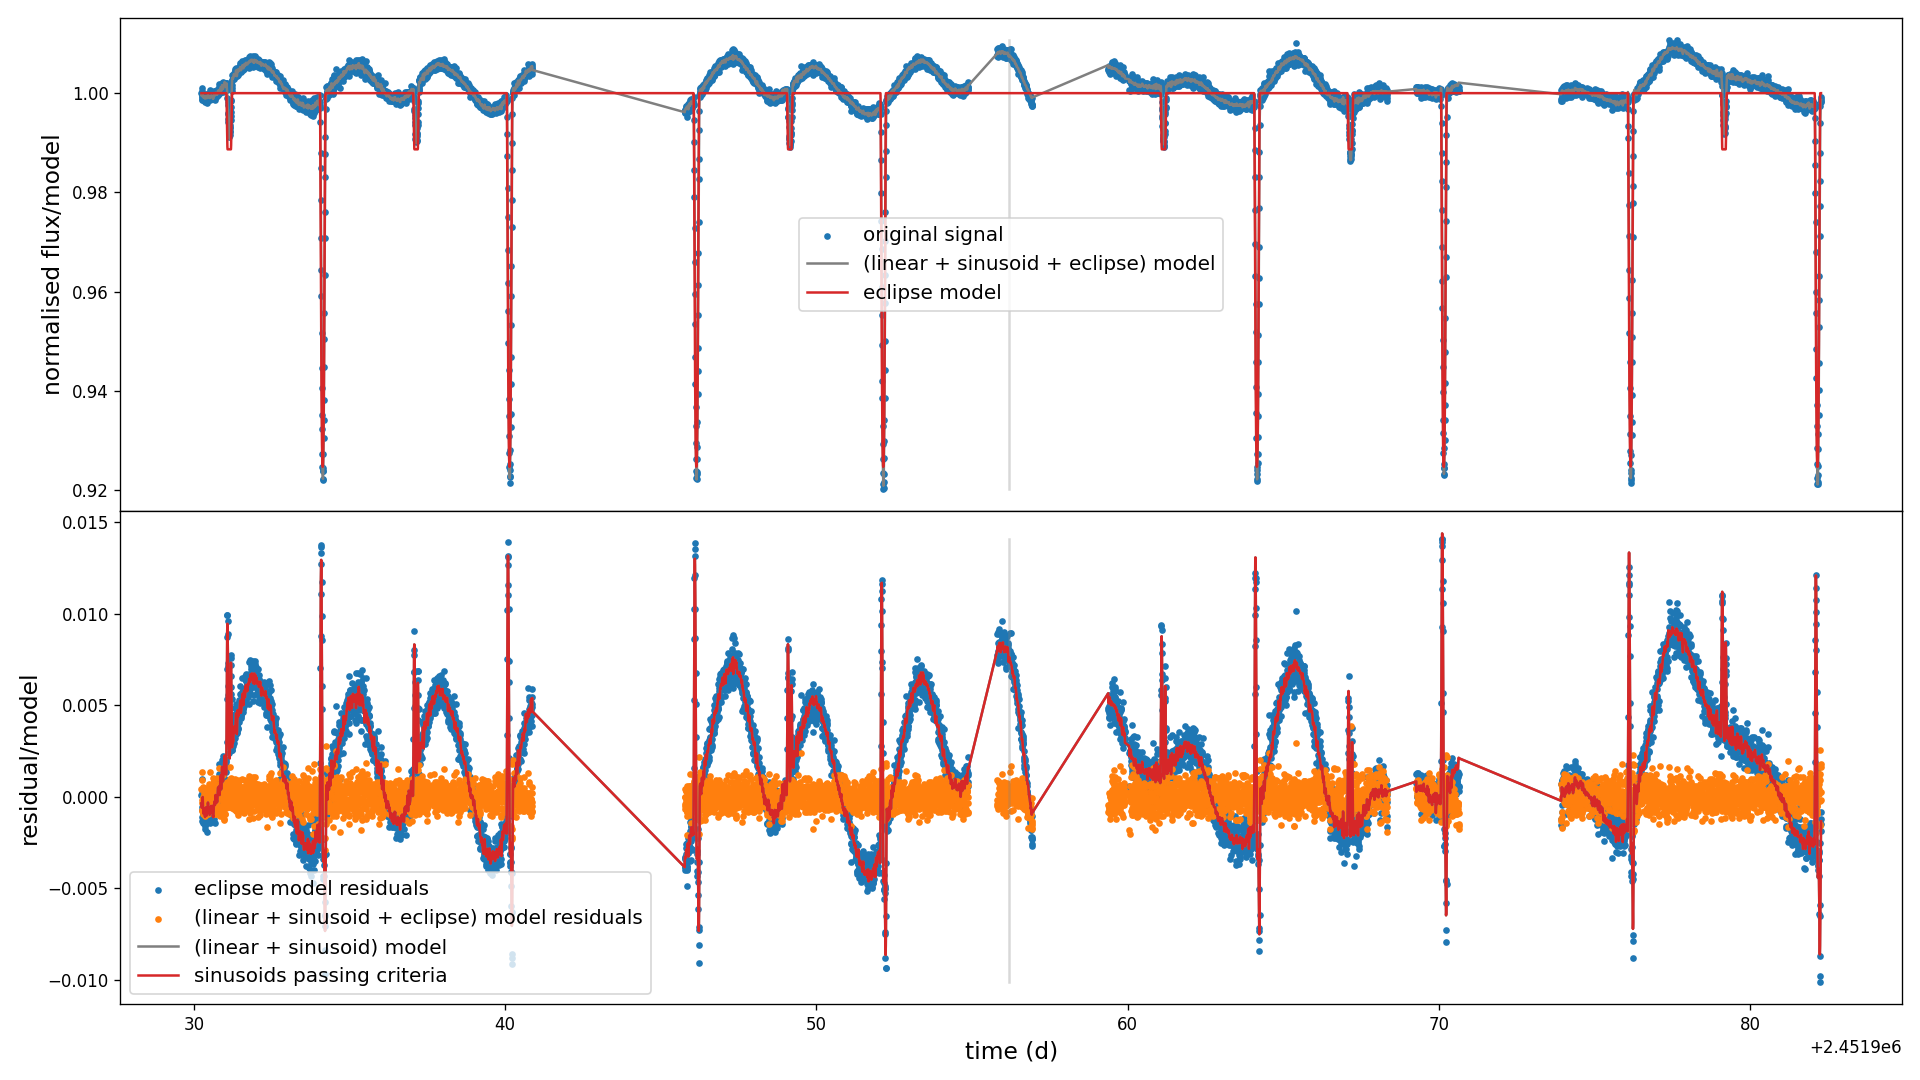 normalised flux/model
1.00
0.98
0.96
0.94
0.92
original signal
(linear + sinusoid + eclipse) model
eclipse model
residual/model
0.015
0.010
0.005
0.000
−0.005
−0.010
eclipse model residuals
(linear + sinusoid + eclipse) model residuals
(linear + sinusoid) model
sinusoids passing criteria
30 40 50 60 70 80
time (d)
+2.4519e6